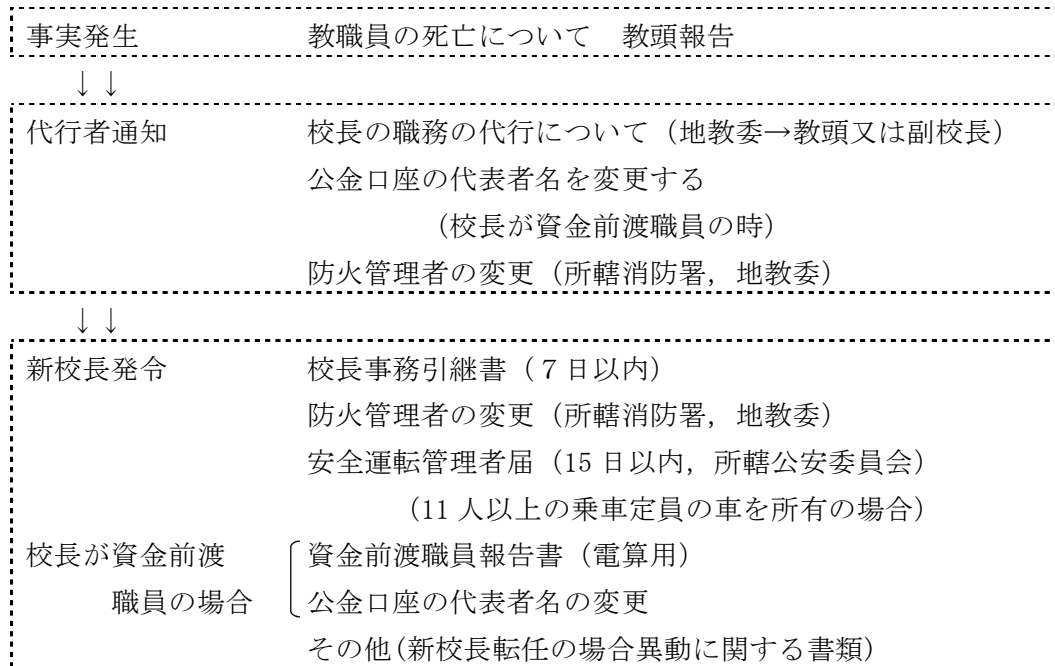 事実発生　教職員の死亡について　教頭報告
↓↓
代行者通知　校長の職務の代行について（地教委→教頭又は副校長）
公金口座の代表者名を変更する
（校長が資金前渡職員の時）
防火管理者の変更（所轄消防署，地教委）
↓↓
新校長発令　校長事務引継書（７日以内）
防火管理者の変更（所轄消防署，地教委）
安全運転管理者届（15 日以内，所轄公安委員会）
（11 人以上の乗車定員の車を所有の場合）
校長が資金前渡　資金前渡職員報告書（電算用）
職員の場合　公金口座の代表者名の変更
その他(新校長転任の場合異動に関する書類)